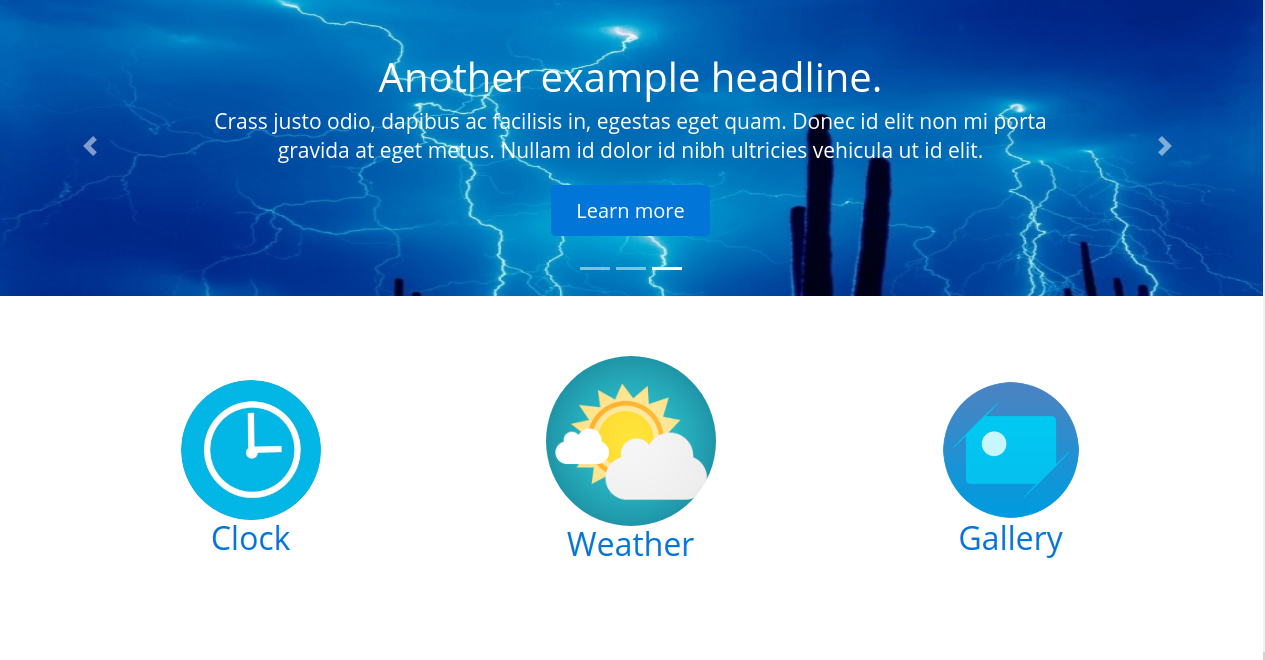 Another example headline.
Crass justo odio, dapibus ac facilisis in, egestas eget quam. Donec id elit non mi porta
gravida at eget metus. Nullam id dolor id nibh ultricies vehicula ut id elit.
Learn more
Clock
Weather
Gallery